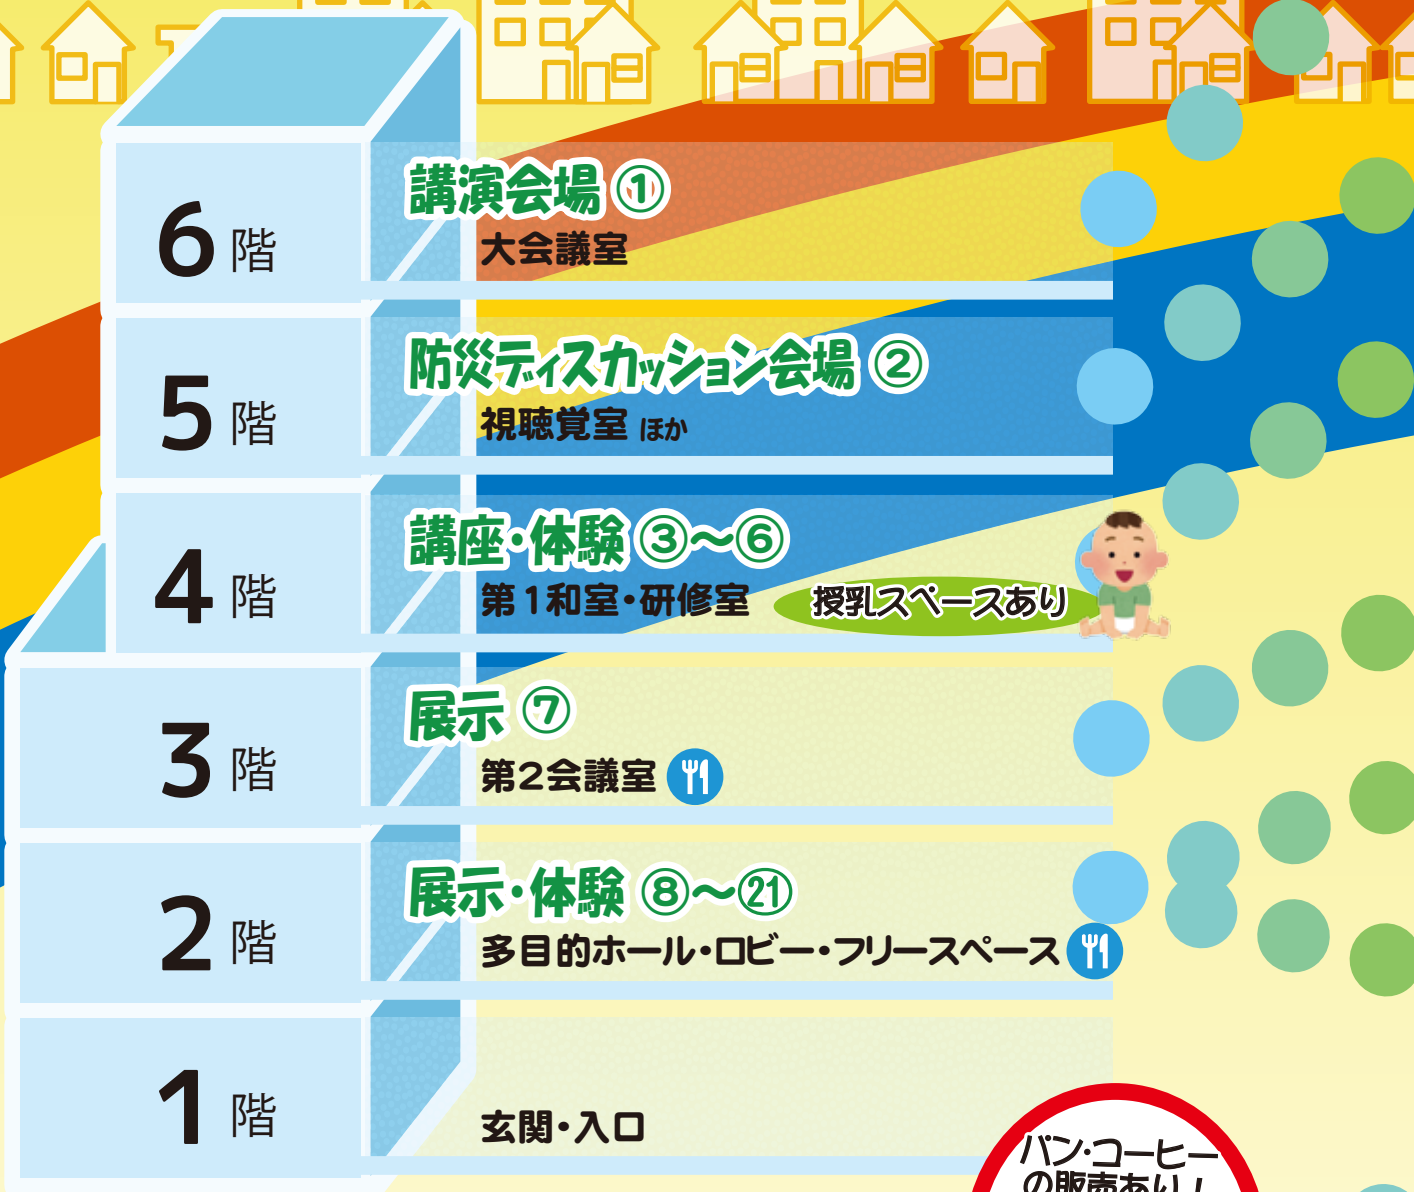 6階
講演会場 ①
大会議室
5階
防災ディスカッション会場 ②
視聴覚室 ほか
4階
講座・体験 ③〜⑥
第1和室・研修室
授乳スペースあり
3階
展示 ⑦
第2会議室
2階
展示・体験 ⑧〜㉑
多目的ホール・ロビー・フリースペース
1階
玄関・入口
パン・コーヒー
の販売あり！